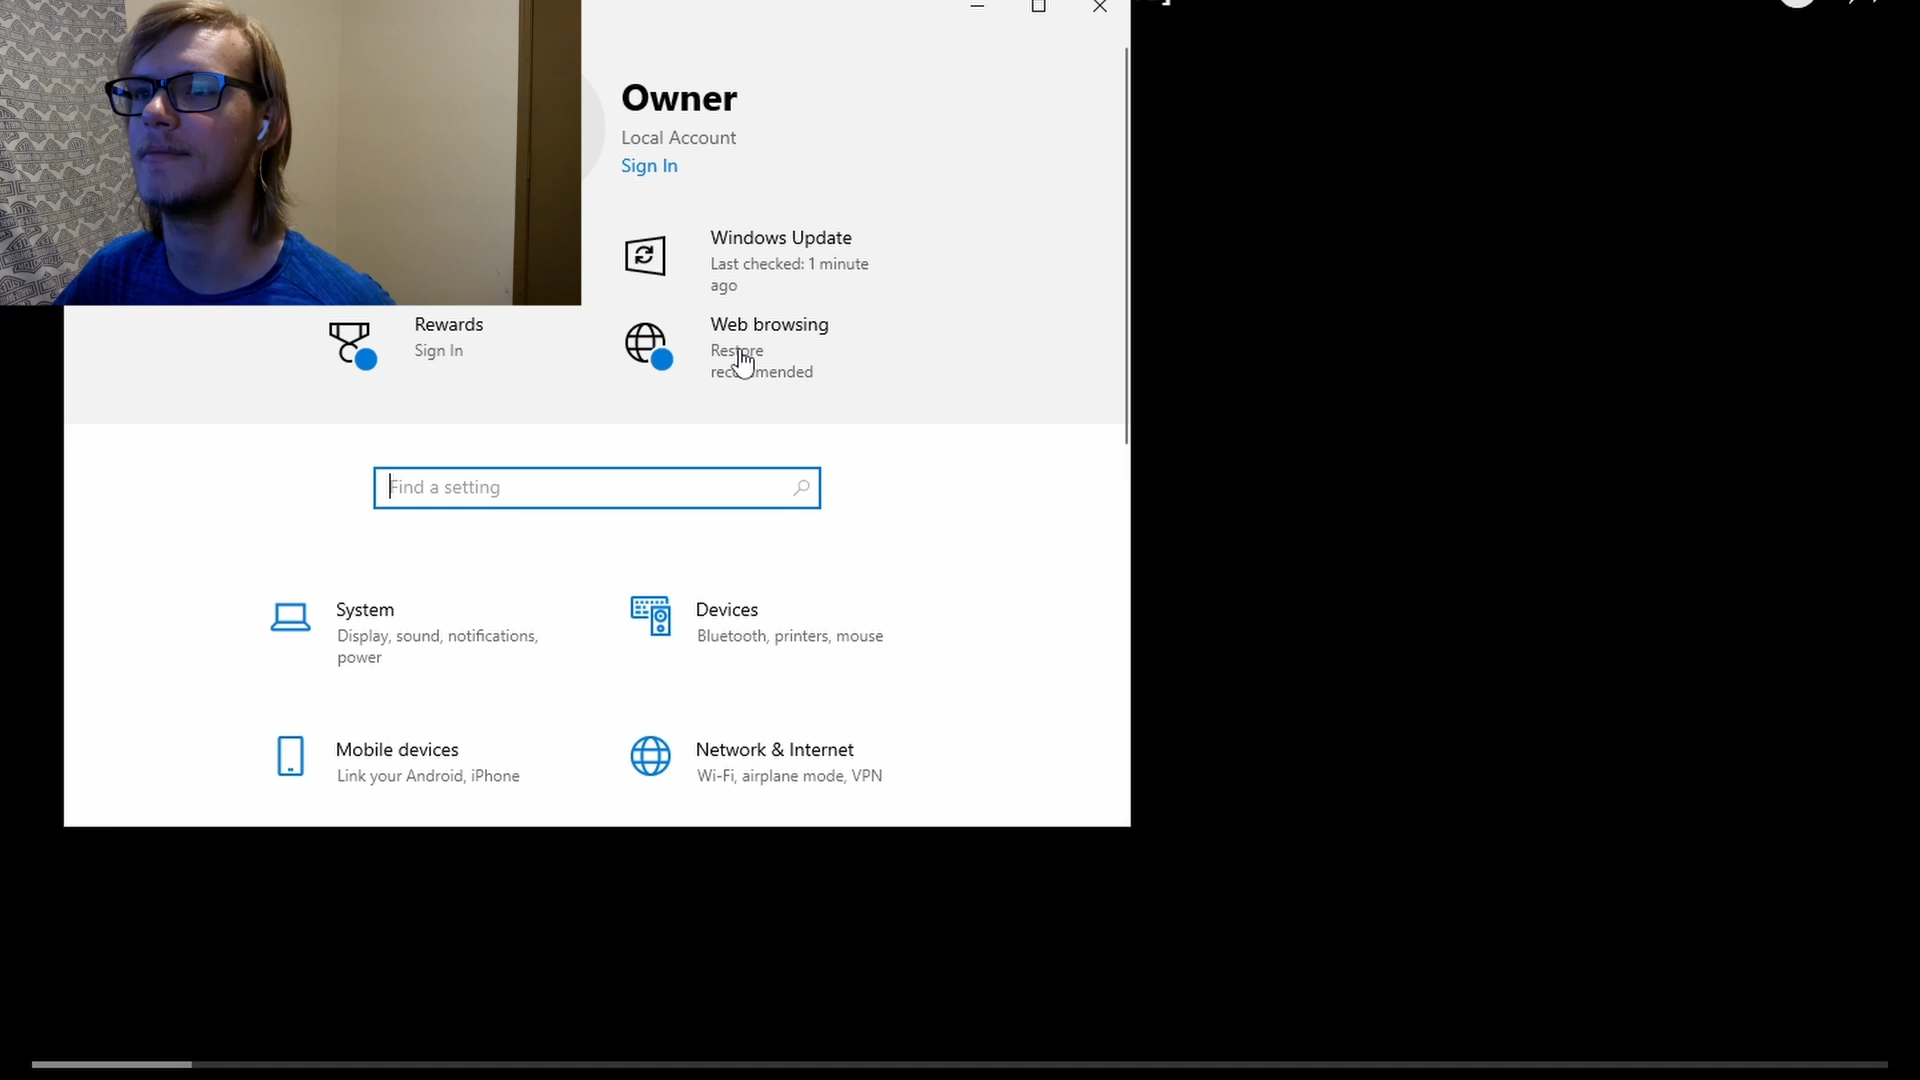 Owner
Local Account
Sign In
Windows Update
Last checked: 1 minute
ago
Rewards
Sign In
Web browsing
Restore
recommended
Find a setting
System
Display, sound, notifications,
power
Devices
Bluetooth, printers, mouse
Mobile devices
Link your Android, iPhone
Network & Internet
Wi-Fi, airplane mode, VPN